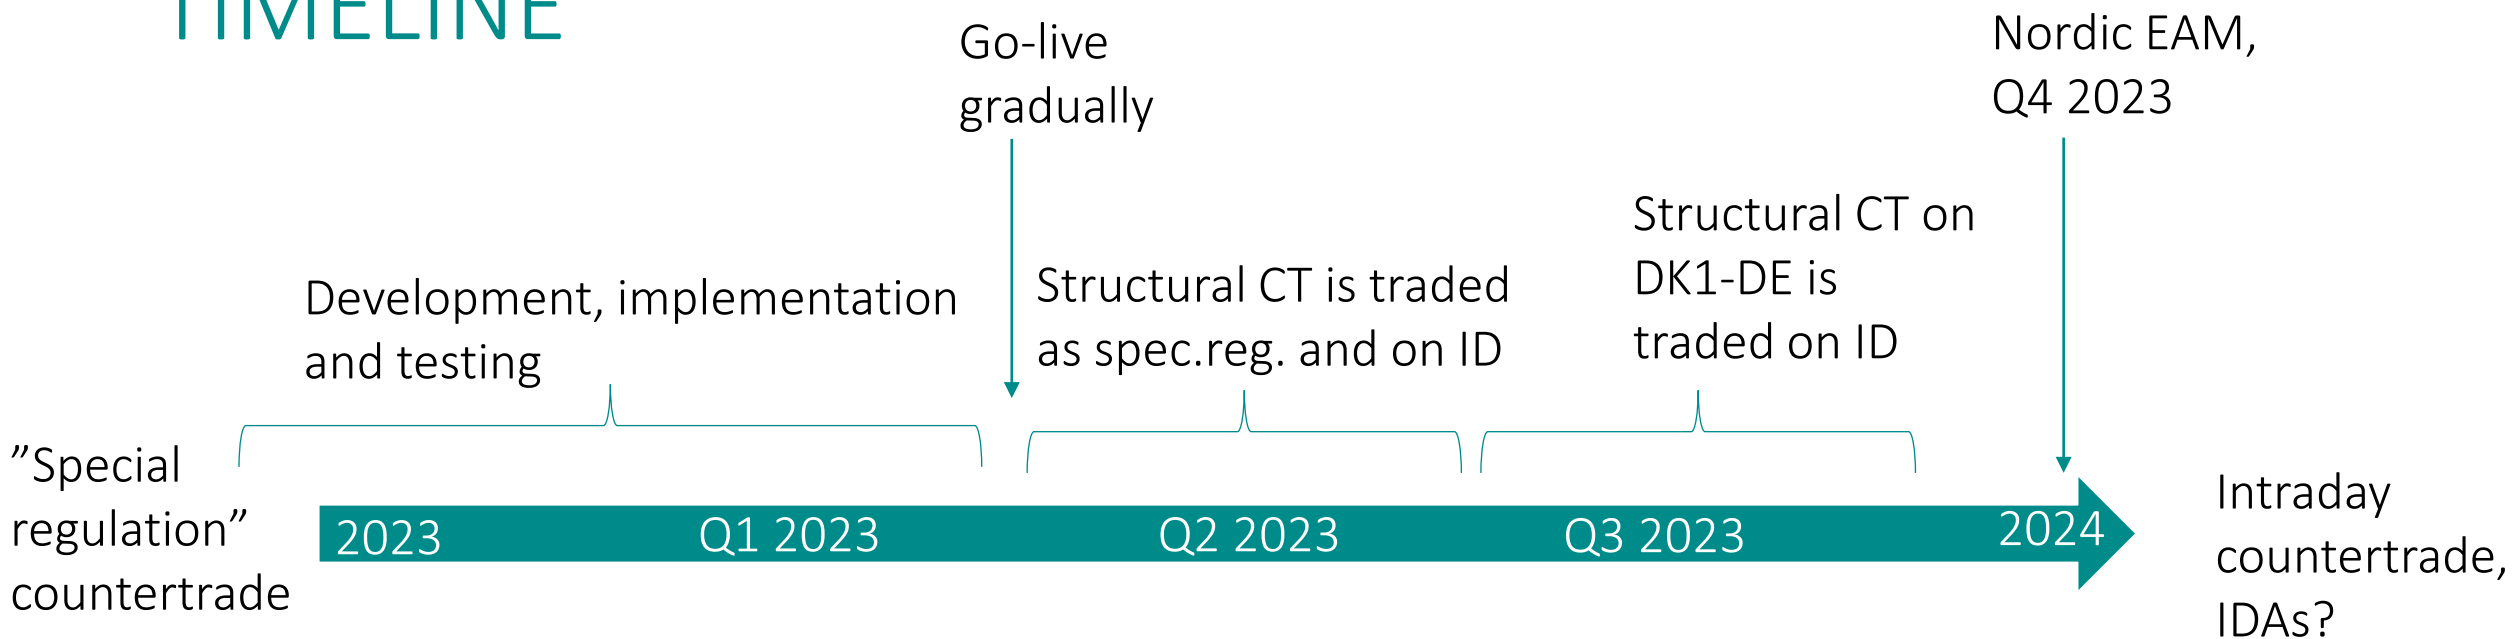 TIMELINE
Go-live
gradually
Nordic EAM,
Q4 2023
Structural CT on
DK1-DE is
traded on ID
Development, implementation
and testing
Structural CT is traded
as spec.reg. and on ID
”Special
regulation”
countertrade
2023
Q1 2023
Q2 2023
Q3 2023
2024
Intraday
countertrade,
IDAs?